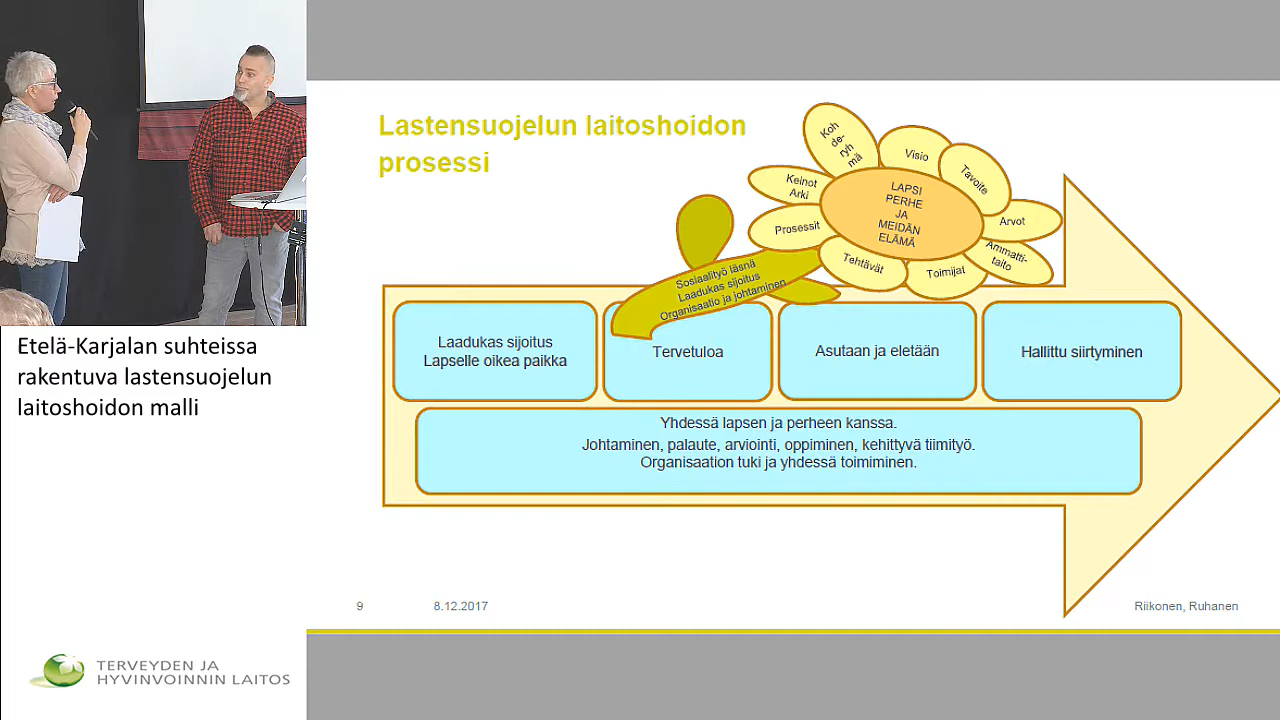 Etelä-Karjalan suhteissa
rakentuva lastensuojelun
laitoshoidon malli
TERVEYDEN JA
HYVINVOINNIN LAITOS
Lastensuojelun laitoshoidon
prosessi
Koh
de-
ryh
mä
Visio
Tavoite
Arvot
Ammatti-
taito
Toimijat
Tehtävät
Prosessit
Keinot
Arki
LAPSI
PERHE
JA
MEIDÄN
ELÄMÄ
Sosiaalityö läsnä
Laadukas sijoitus
Organisaatio ja johtaminen
Laadukas sijoitus
Lapselle oikea paikka
Tervetuloa
Asutaan ja eletään
Hallittu siirtyminen
Yhdessä lapsen ja perheen kanssa.
Johtaminen, palaute, arviointi, oppiminen, kehittyvä tiimityö.
Organisaation tuki ja yhdessä toimiminen.
9
8.12.2017
Riikonen, Ruhanen